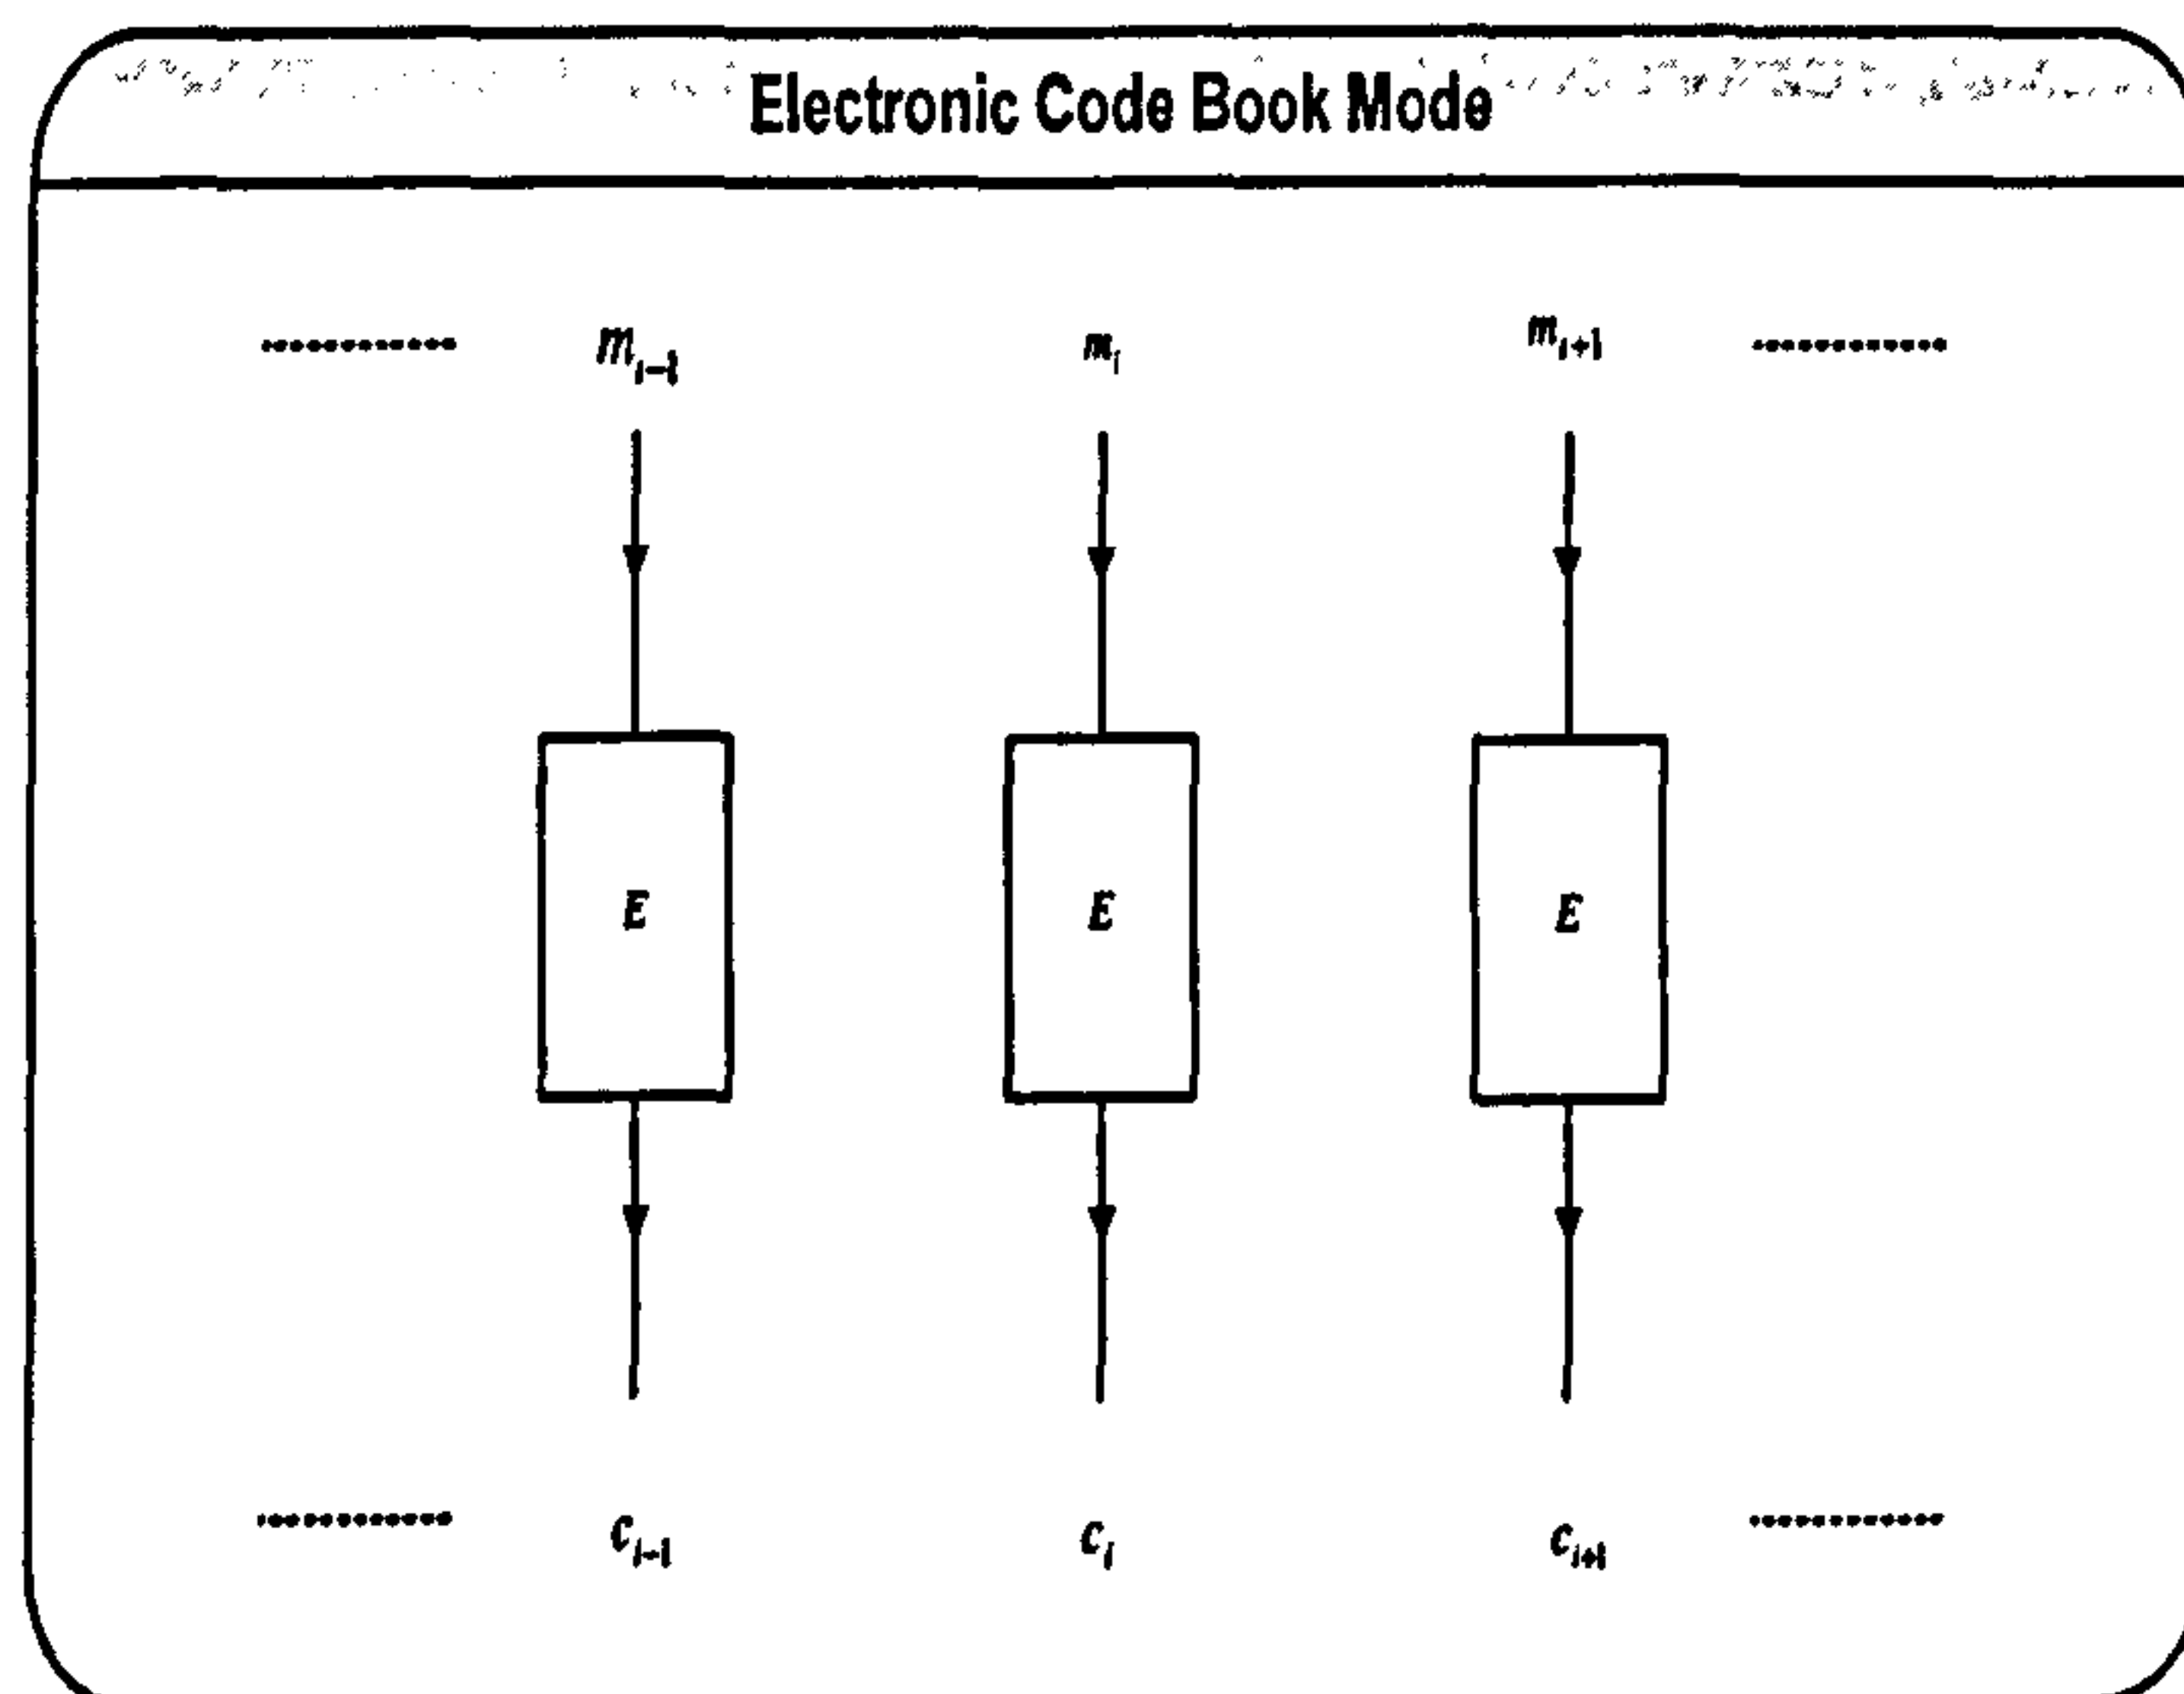 Electronic Code Book Mode
............ m_{i-1} m_i m_{i+1} ............
E E E
............ c_{i-1} c_i c_{i+1} ............